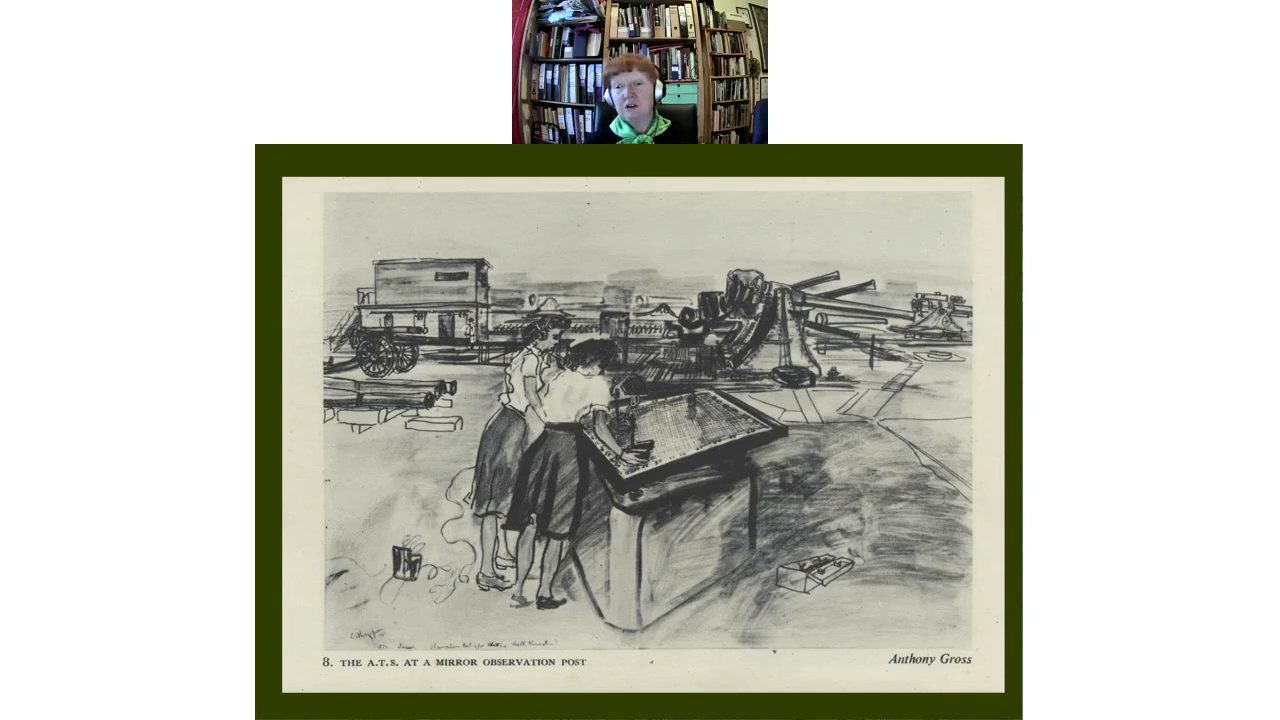 8. THE A.T.S. AT A MIRROR OBSERVATION POST
Anthony Gross